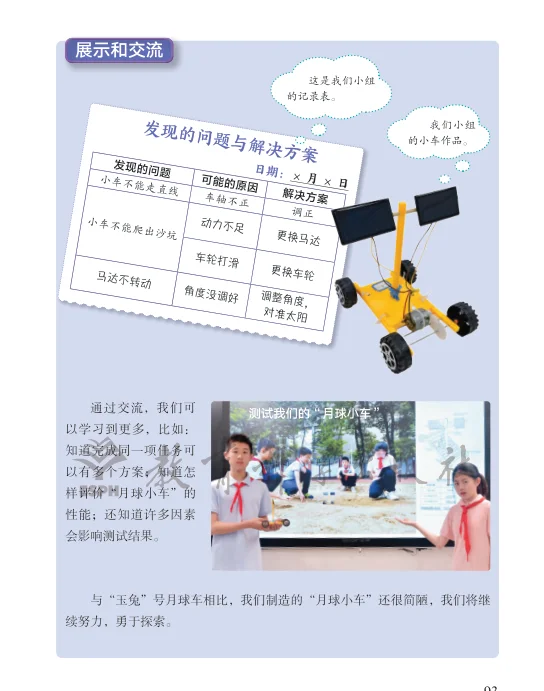 展示和交流
这是我们小组
的记录表。
我们小组
的小车作品。
发现的问题与解决方案
日期：× 月 × 日
发现的问题 可能的原因 解决方案
小车不能走直线 车轴不正 调正
小车不能爬出沙坑 动力不足 更换马达
车轮打滑 更换车轮
马达不转动 角度没调好 调整角度，
对准太阳
测试我们的“月球小车”
通过交流，我们可
以学习到更多，比如：
知道完成同一项任务可
以有多个方案；知道怎
样评价“月球小车”的
性能；还知道许多因素
会影响测试结果。
与“玉兔”号月球车相比，我们制造的“月球小车”还很简陋，我们将继
续努力，勇于探索。